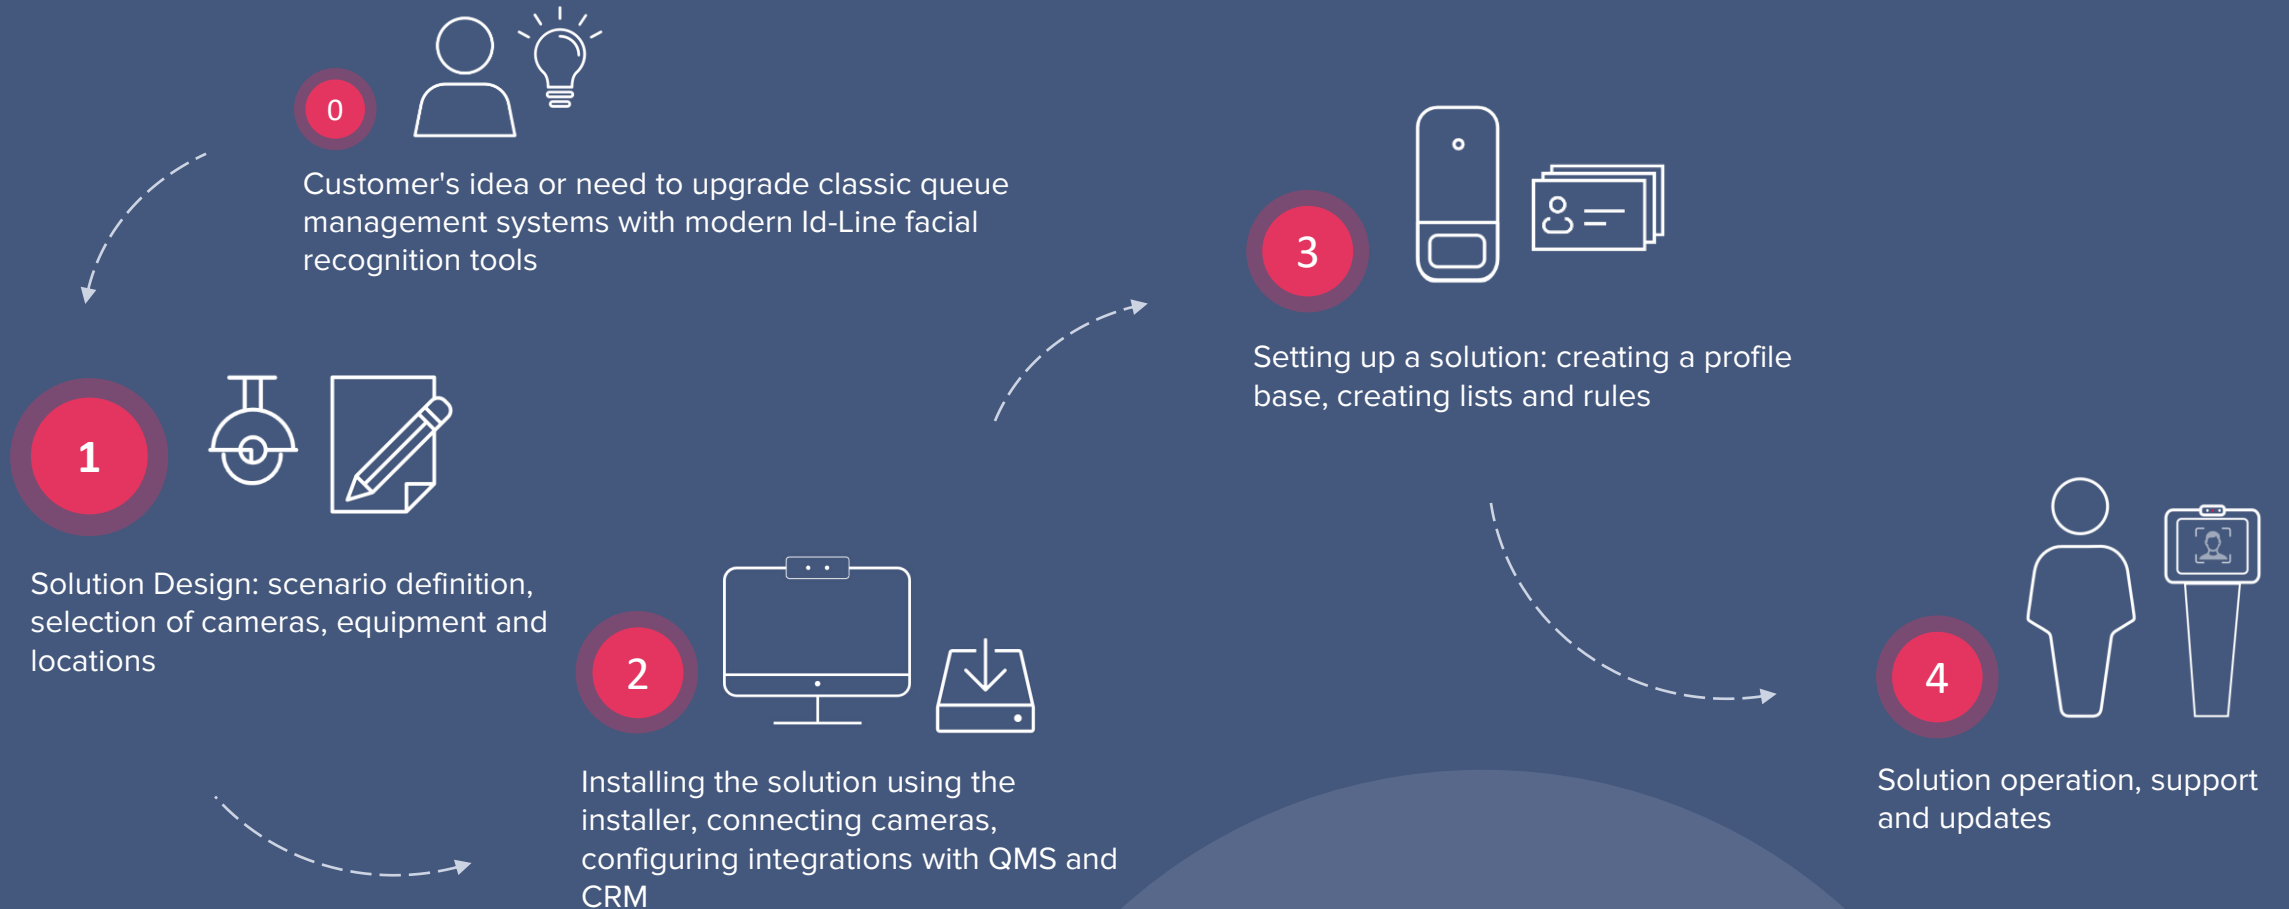 0
Customer's idea or need to upgrade classic queue
management systems with modern Id-Line facial
recognition tools
1
Solution Design: scenario definition,
selection of cameras, equipment and
locations
2
Installing the solution using the
installer, connecting cameras,
configuring integrations with QMS and
CRM
3
Setting up a solution: creating a profile
base, creating lists and rules
4
Solution operation, support
and updates